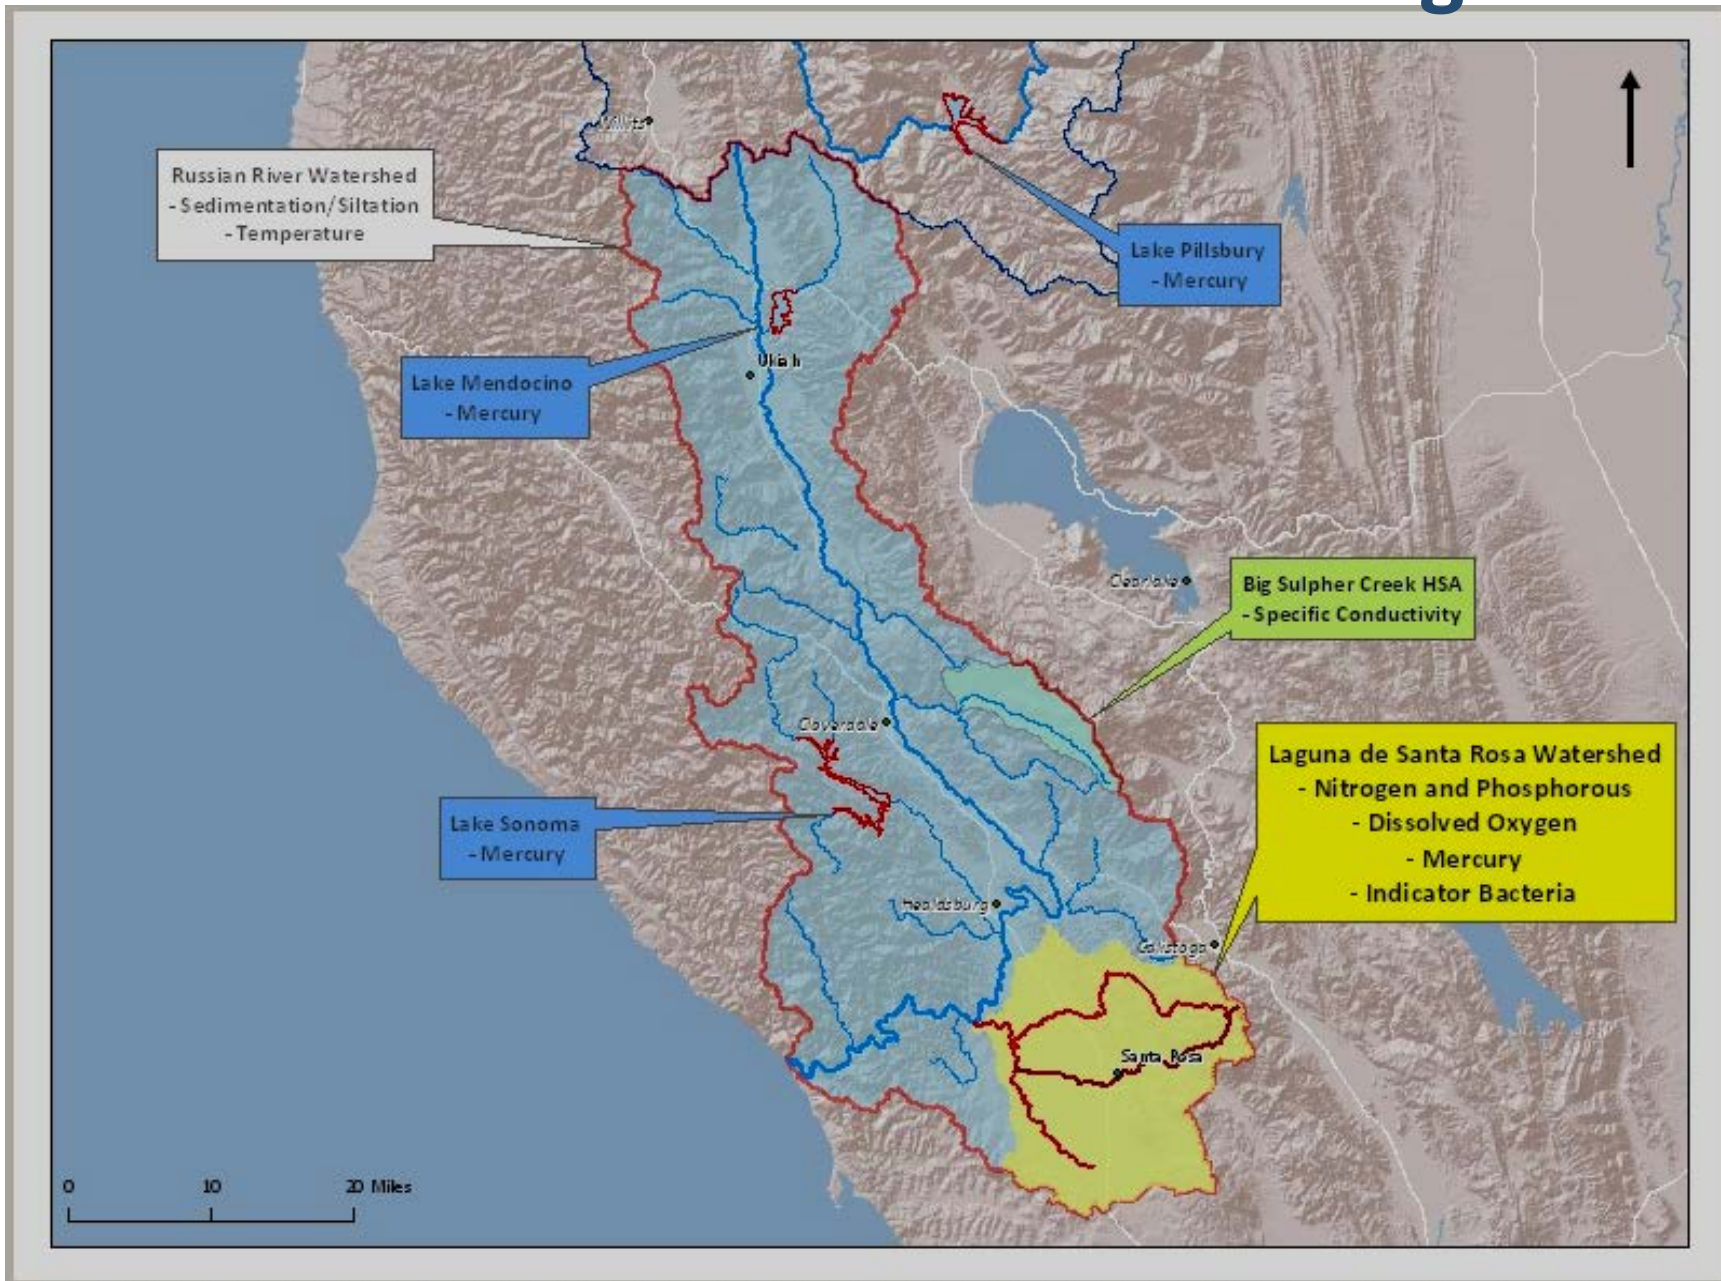 g
Willits
Russian River Watershed
- Sedimentation/Siltation
- Temperature
Lake Pillsbury
- Mercury
Ukiah
Lake Mendocino
- Mercury
Clearlake
Big Sulpher Creek HSA
- Specific Conductivity
Cloverdale
Laguna de Santa Rosa Watershed
- Nitrogen and Phosphorous
- Dissolved Oxygen
- Mercury
- Indicator Bacteria
Lake Sonoma
- Mercury
Healdsburg
Calistoga
Santa Rosa
0 10 20 Miles